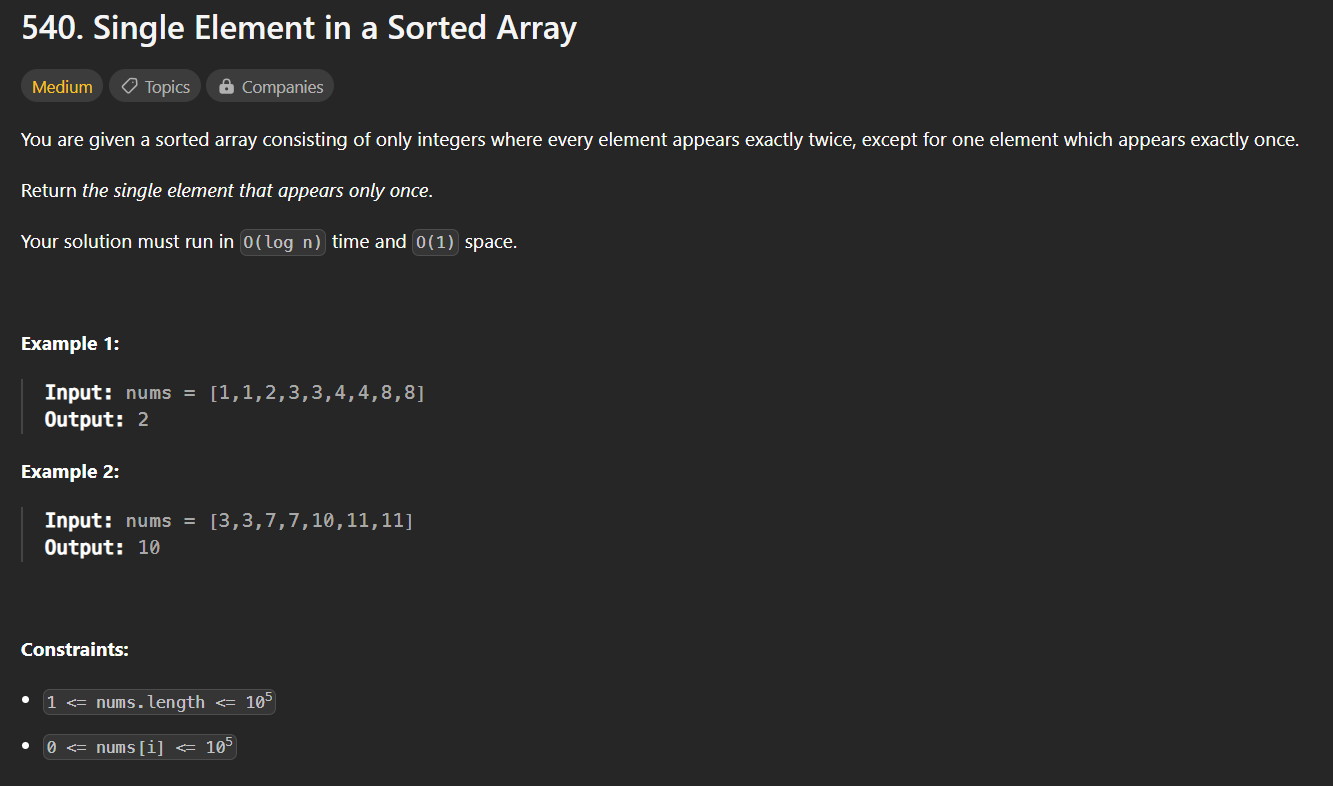 540. Single Element in a Sorted Array
Medium Topics Companies
You are given a sorted array consisting of only integers where every element appears exactly twice, except for one element which appears exactly once.
Return the single element that appears only once.
Your solution must run in O(log n) time and O(1) space.
Example 1:
Input: nums = [1,1,2,3,3,4,4,8,8]
Output: 2
Example 2:
Input: nums = [3,3,7,7,10,11,11]
Output: 10
Constraints:
• 1 <= nums.length <= 10⁵
• 0 <= nums[i] <= 10⁵